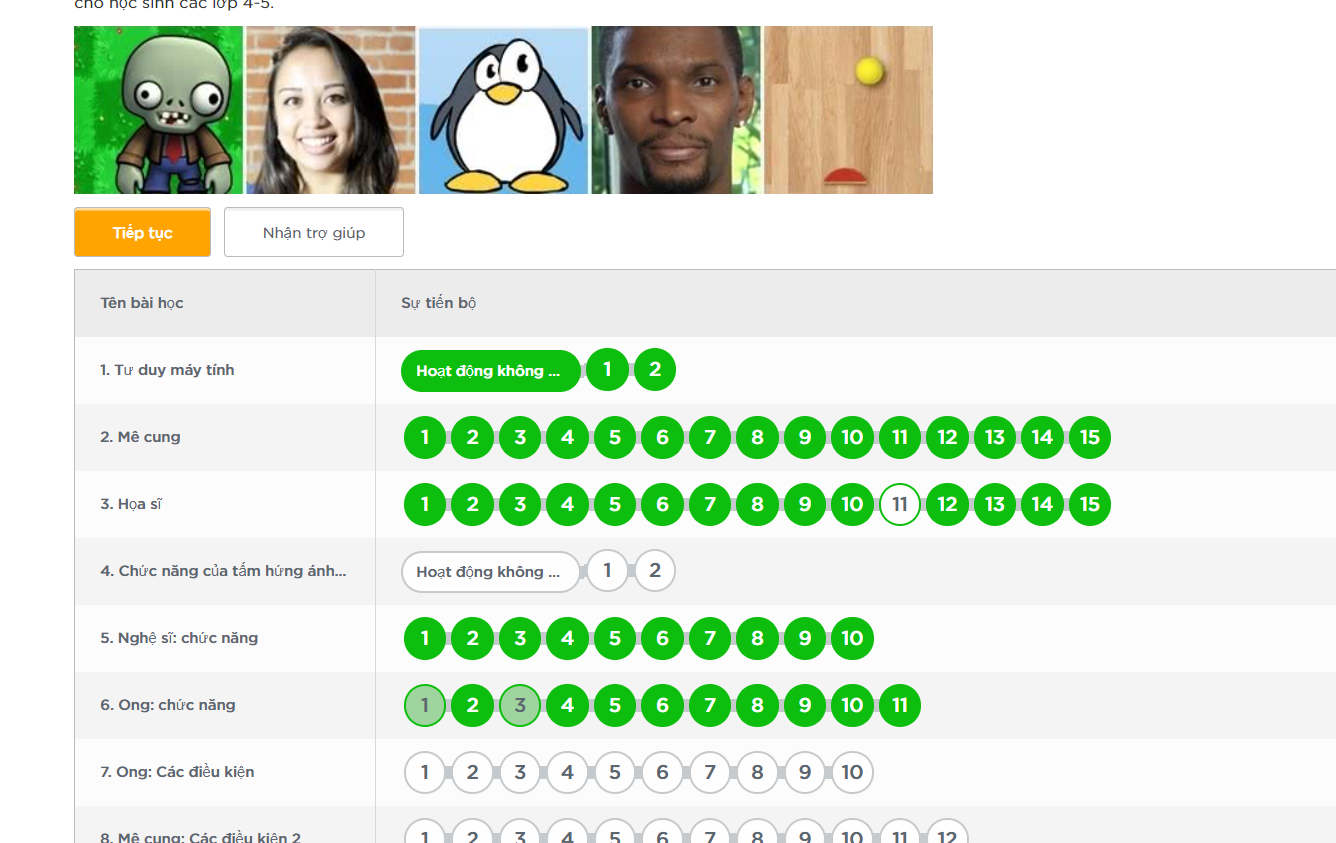 cho học sinh các lớp 4-5.
Tiếp tục
Nhận trợ giúp
Tên bài học
Sự tiến bộ
1. Tư duy máy tính
Hoạt động không ... 1 2
2. Mê cung
1 2 3 4 5 6 7 8 9 10 11 12 13 14 15
3. Họa sĩ
1 2 3 4 5 6 7 8 9 10 11 12 13 14 15
4. Chức năng của tấm hứng ánh...
Hoạt động không ... 1 2
5. Nghệ sĩ: chức năng
1 2 3 4 5 6 7 8 9 10
6. Ong: chức năng
1 2 3 4 5 6 7 8 9 10 11
7. Ong: Các điều kiện
1 2 3 4 5 6 7 8 9 10
8. Mê cung: Các điều kiện 2
1 2 3 4 5 6 7 8 9 10 11 12